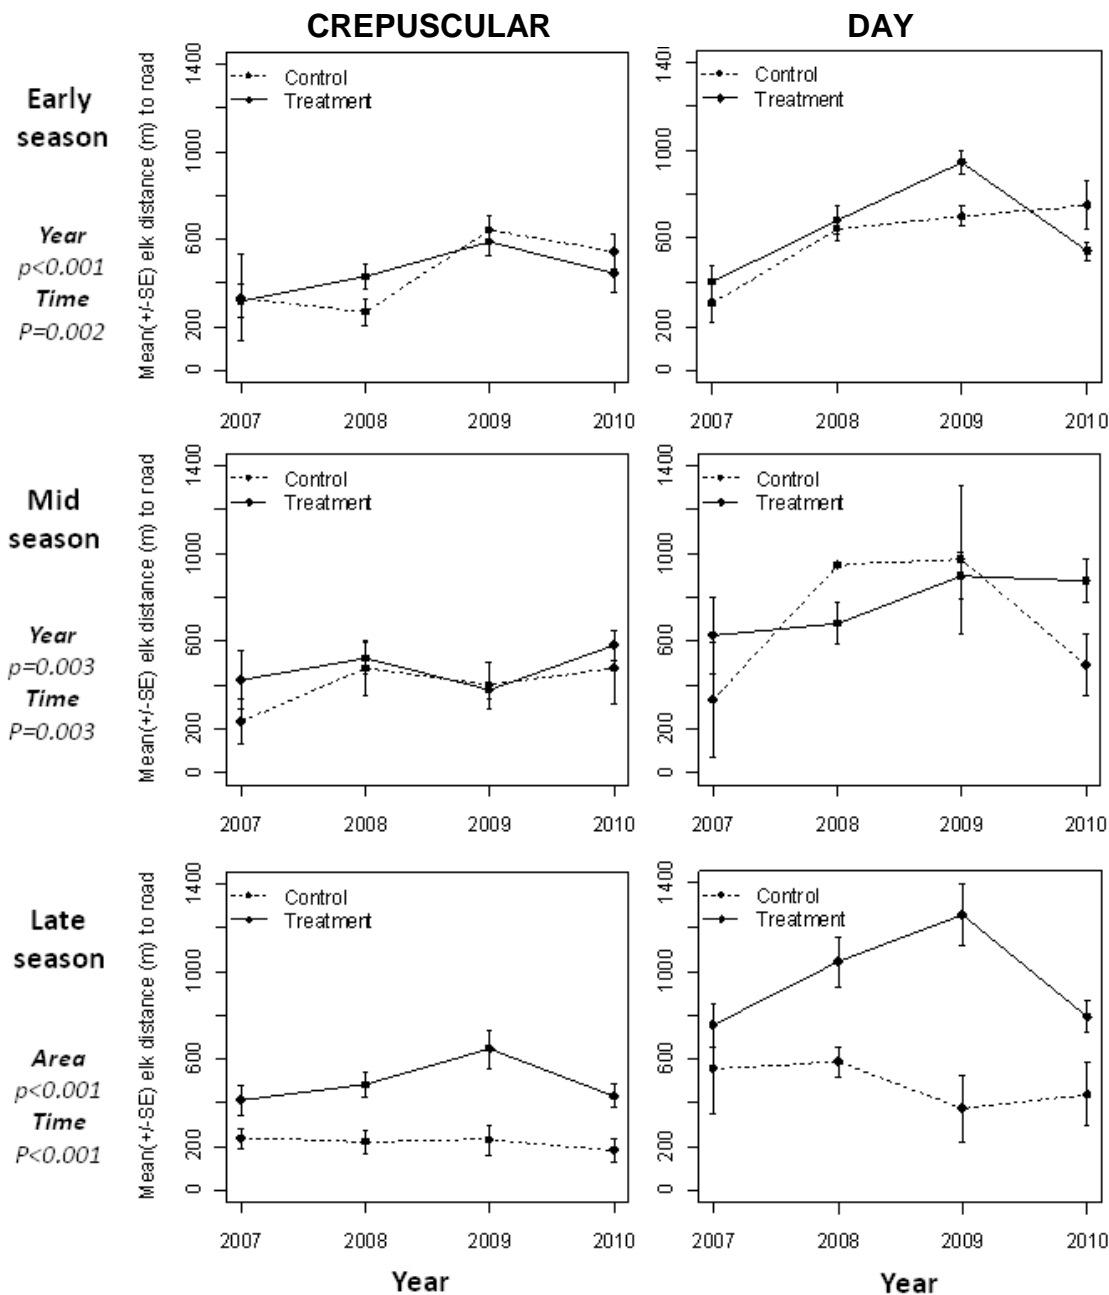 CREPUSCULAR
DAY
Early
season
Year
p<0.001
Time
P=0.002
Mean(+/-SE) elk distance (m) to road
1400
1000
600
200
0
Control
Treatment
2007 2008 2009 2010
1400
1000
600
200
0
Control
Treatment
2007 2008 2009 2010
Mid
season
Year
p=0.003
Time
P=0.003
Mean(+/-SE) elk distance (m) to road
1400
1000
600
200
0
Control
Treatment
2007 2008 2009 2010
1400
1000
600
200
0
Control
Treatment
2007 2008 2009 2010
Late
season
Area
p<0.001
Time
P<0.001
Mean(+/-SE) elk distance (m) to road
1400
1000
600
200
0
Control
Treatment
2007 2008 2009 2010
Year
1400
1000
600
200
0
Control
Treatment
2007 2008 2009 2010
Year